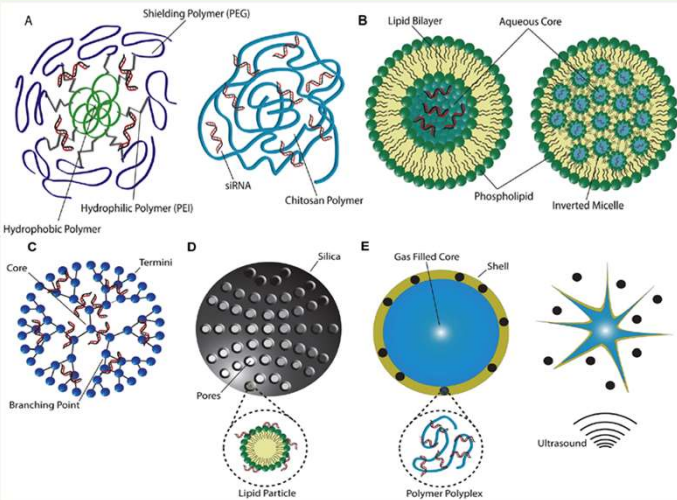 A
Shielding Polymer (PEG)
siRNA
Chitosan Polymer
Hydrophilic Polymer (PEI)
Hydrophobic Polymer
B
Lipid Bilayer
Aqueous Core
Phospholipid
Inverted Micelle
C
Core
Termini
Branching Point
D
Silica
Pores
Lipid Particle
E
Gas Filled Core
Shell
Polymer Polyplex
Ultrasound